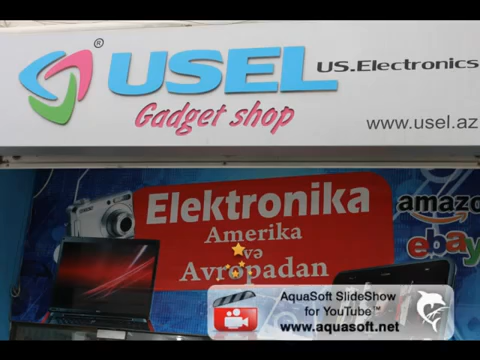 ®
USEL
US.Electronics
Gadget shop
www.usel.az
Elektronika
Amerika
və
Avropadan
amazo
ebay
AquaSoft SlideShow
for YouTube™
www.aquasoft.net